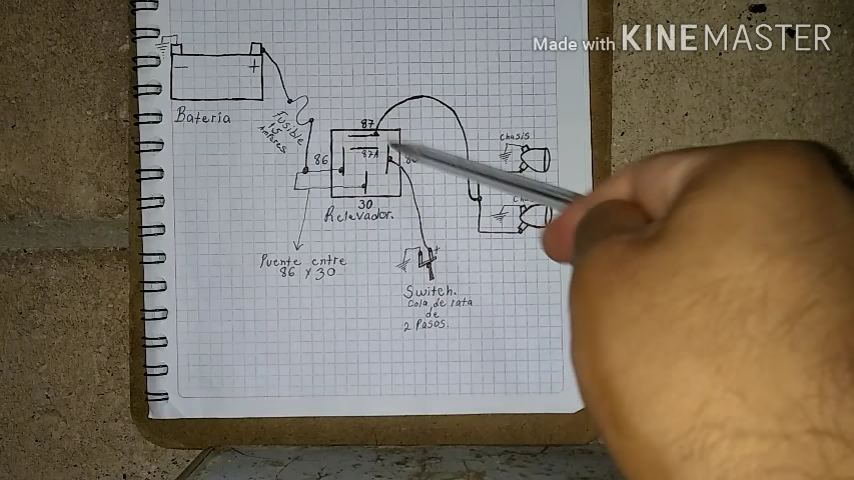 Made with KINEMASTER
Batería
Fusible
15
Amperes
87
87A
86
30
Relevador.
Chasis
Puente entre
86 y 30
Switch.
Cola de rata
de
2 Pasos.